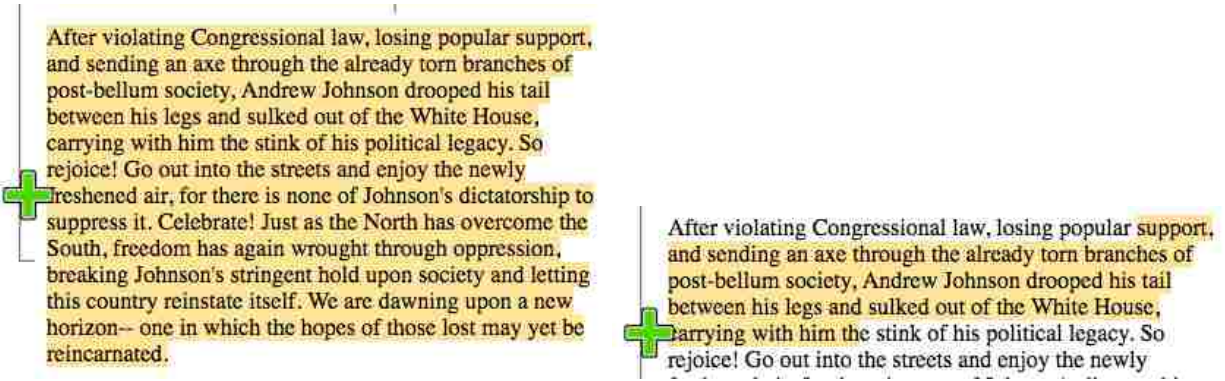 After violating Congressional law, losing popular support,
and sending an axe through the already torn branches of
post-bellum society, Andrew Johnson drooped his tail
between his legs and sulked out of the White House,
carrying with him the stink of his political legacy. So
rejoice! Go out into the streets and enjoy the newly
freshened air, for there is none of Johnson's dictatorship to
suppress it. Celebrate! Just as the North has overcome the
South, freedom has again wrought through oppression,
breaking Johnson's stringent hold upon society and letting
this country reinstate itself. We are dawning upon a new
horizon-- one in which the hopes of those lost may yet be
reincarnated.
After violating Congressional law, losing popular support,
and sending an axe through the already torn branches of
post-bellum society, Andrew Johnson drooped his tail
between his legs and sulked out of the White House,
carrying with him the stink of his political legacy. So
rejoice! Go out into the streets and enjoy the newly